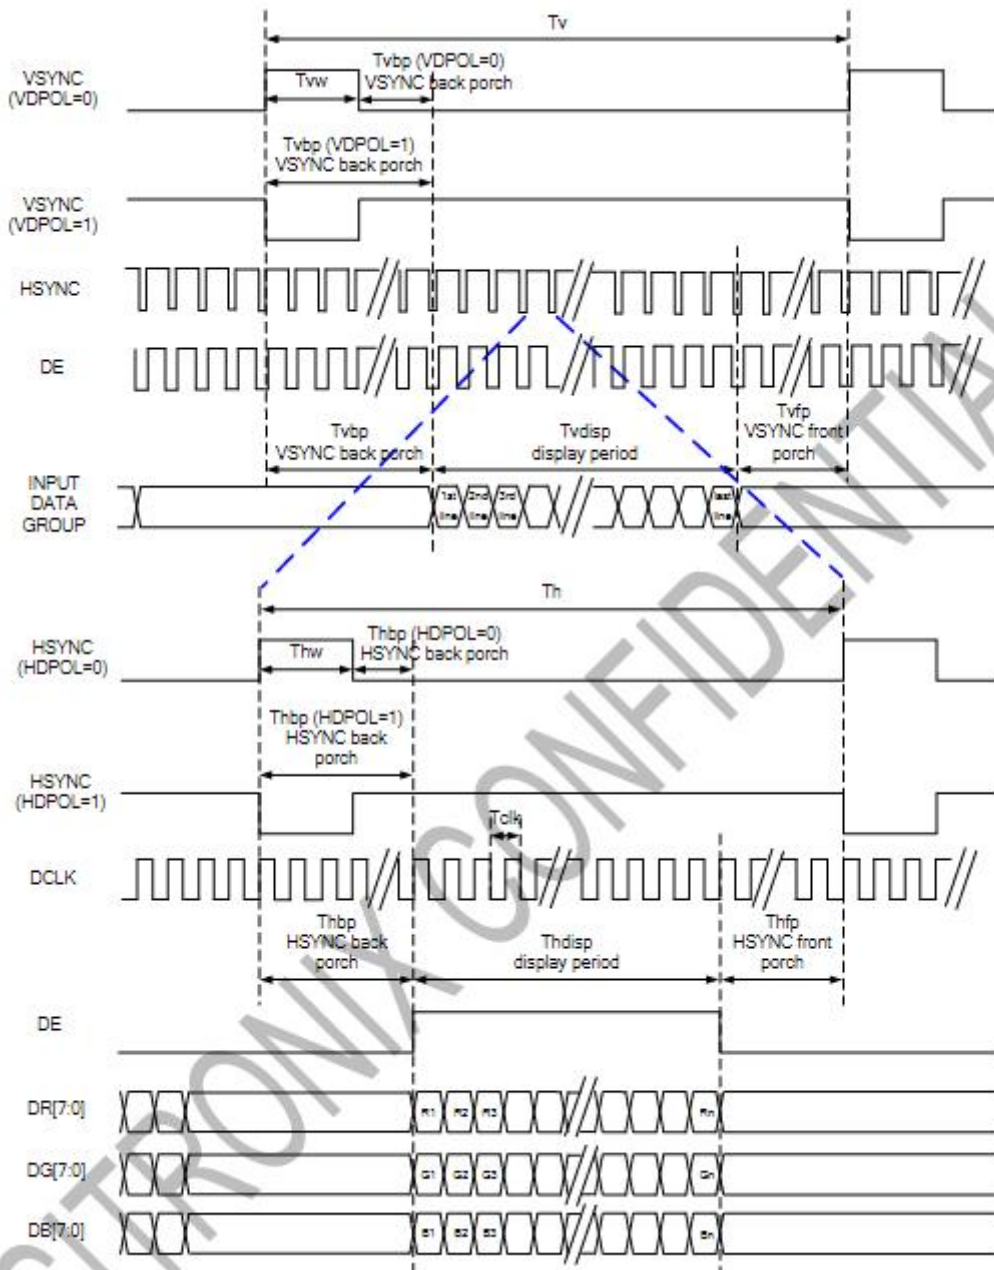 Tv
VSYNC
(VDPOL=0)
Tvw
Tvbp (VDPOL=0)
VSYNC back porch
Tvbp (VDPOL=1)
VSYNC back porch
VSYNC
(VDPOL=1)
HSYNC
DE
Tvbp
VSYNC back porch
Tvdisp
display period
Tvfp
VSYNC front
porch
INPUT
DATA
GROUP
1st
line
2nd
line
3rd
line
last
line
Th
HSYNC
(HDPOL=0)
Thw
Thbp (HDPOL=0)
HSYNC back porch
Thbp (HDPOL=1)
HSYNC back
porch
HSYNC
(HDPOL=1)
Tclk
DCLK
Thbp
HSYNC back
porch
Thdisp
display period
Thfp
HSYNC front
porch
DE
DR[7:0]
R1 R2 R3 Rn
DG[7:0]
G1 G2 G3 Gn
DB[7:0]
B1 B2 B3 Bn
SITRONIX CONFIDENTIAL